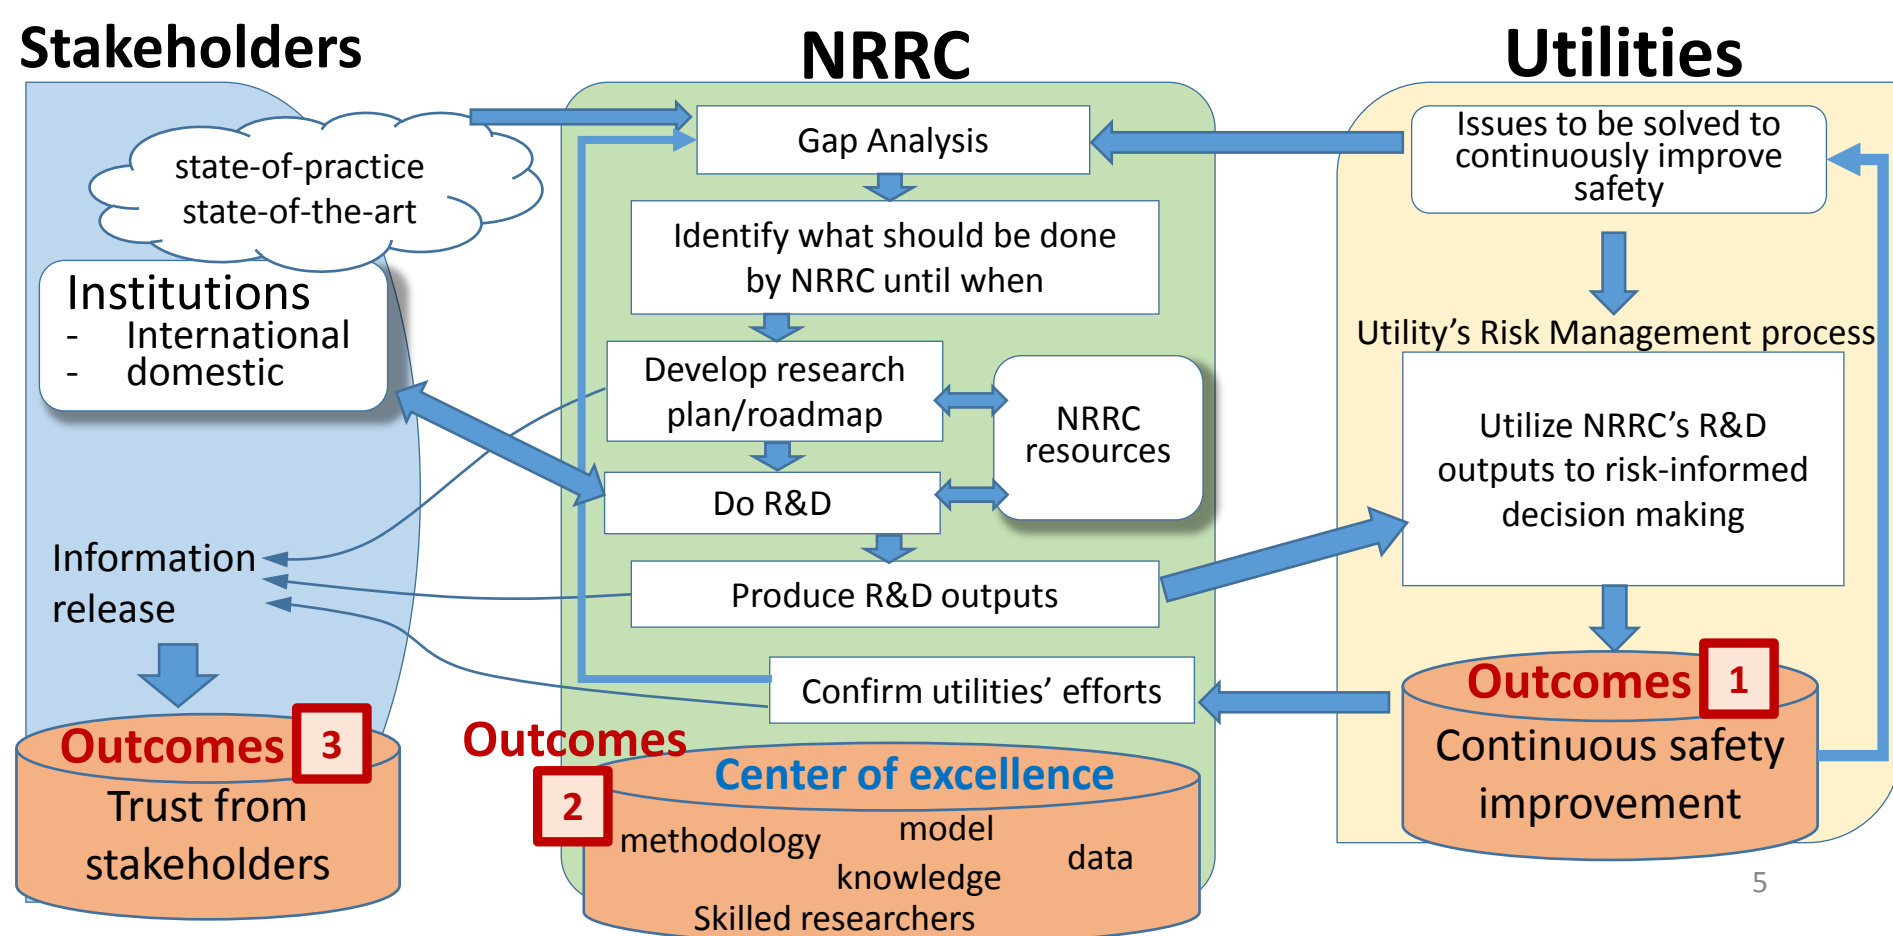 Stakeholders
state-of-practice
state-of-the-art
Institutions
- International
- domestic
Information
release
Outcomes 3
Trust from
stakeholders
NRRC
Gap Analysis
Identify what should be done
by NRRC until when
Develop research
plan/roadmap
NRRC
resources
Do R&D
Produce R&D outputs
Confirm utilities’ efforts
Outcomes
2
Center of excellence
methodology
model
knowledge
data
Skilled researchers
Utilities
Issues to be solved to
continuously improve
safety
Utility’s Risk Management process
Utilize NRRC’s R&D
outputs to risk-informed
decision making
Outcomes 1
Continuous safety
improvement
5